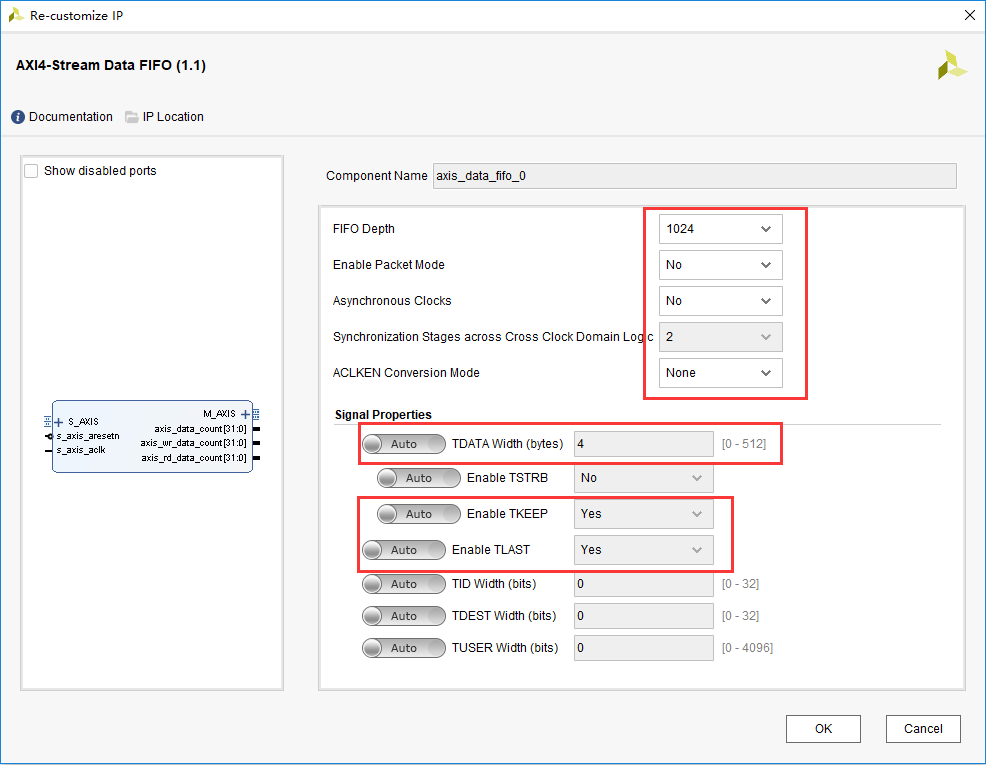 Re-customize IP
AXI4-Stream Data FIFO (1.1)
Documentation IP Location
Show disabled ports
S_AXIS
s_axis_aresetn
s_axis_aclk
M_AXIS
axis_data_count[31:0]
axis_wr_data_count[31:0]
axis_rd_data_count[31:0]
Component Name axis_data_fifo_0
FIFO Depth 1024
Enable Packet Mode No
Asynchronous Clocks No
Synchronization Stages across Cross Clock Domain Logic 2
ACLKEN Conversion Mode None
Signal Properties
Auto TDATA Width (bytes) 4 [0 - 512]
Auto Enable TSTRB No
Auto Enable TKEEP Yes
Auto Enable TLAST Yes
Auto TID Width (bits) 0 [0 - 32]
Auto TDEST Width (bits) 0 [0 - 32]
Auto TUSER Width (bits) 0 [0 - 4096]
OK Cancel